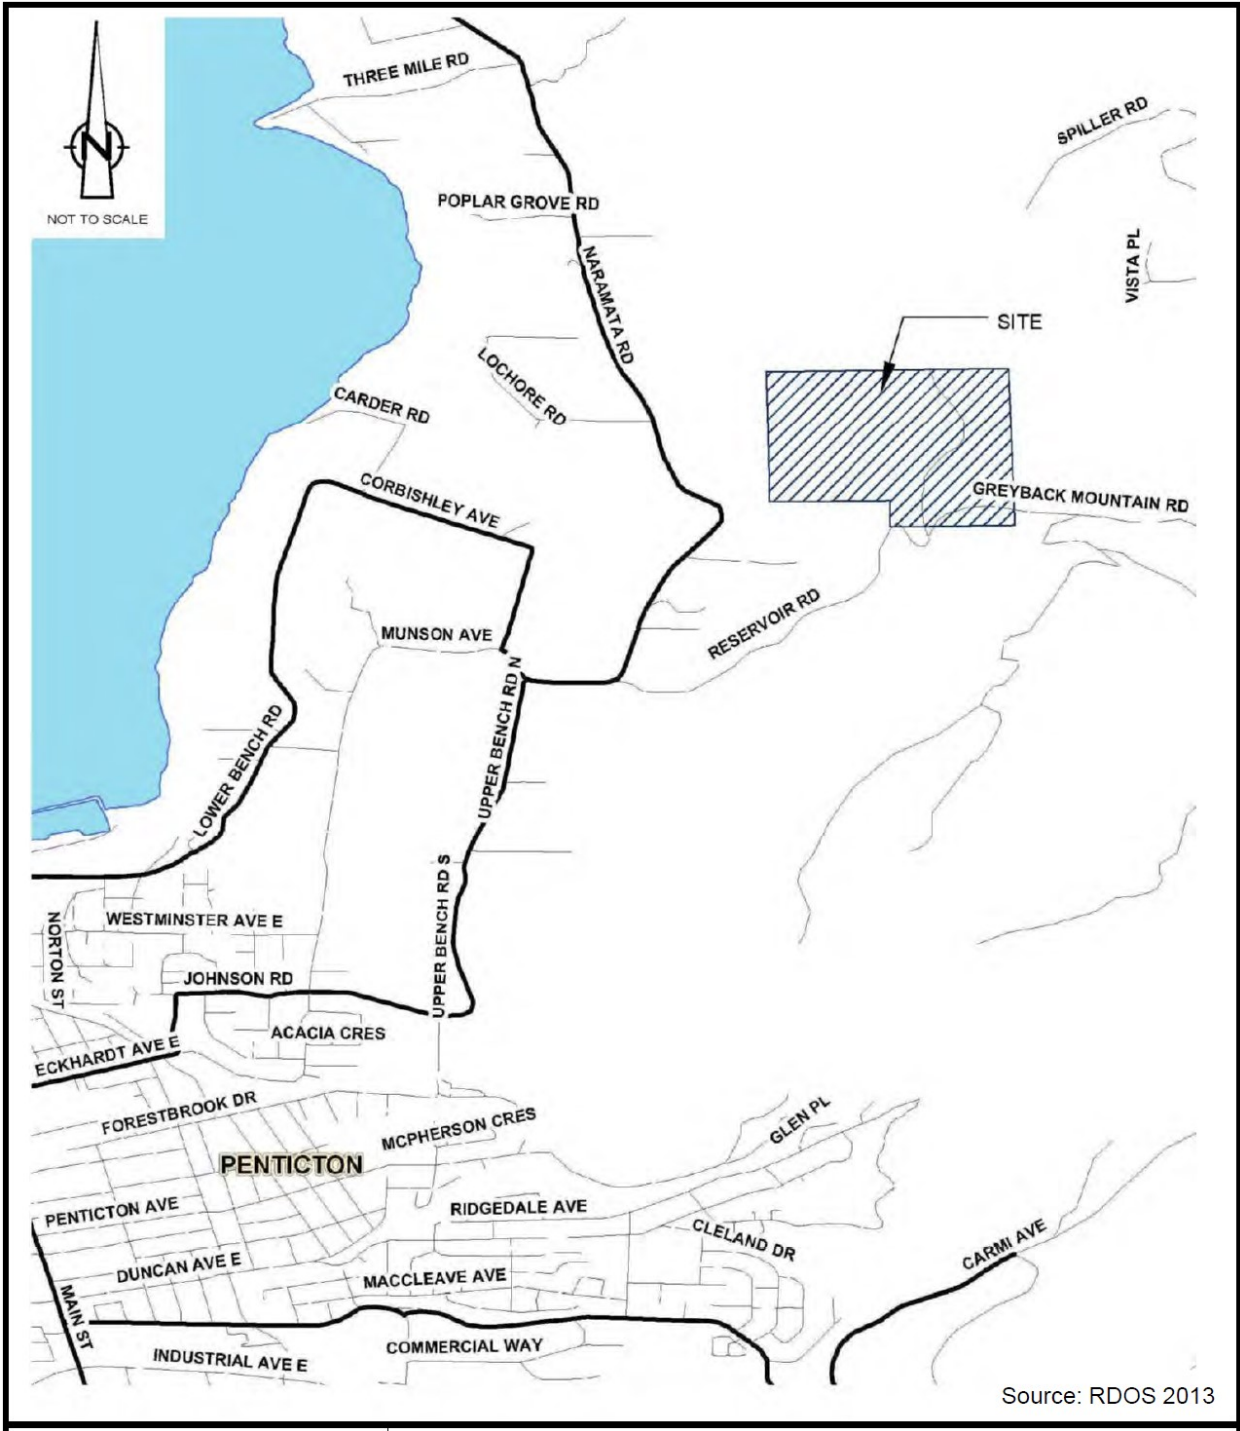 THREE MILE RD
SPILLER RD
N
NOT TO SCALE
POPLAR GROVE RD
VISTA PL
NARAMATA RD
SITE
LOCHORE RD
CARDER RD
CORBISHLEY AVE
GREYBACK MOUNTAIN RD
RESERVOIR RD
MUNSON AVE
UPPER BENCH RD N
LOWER BENCH RD
UPPER BENCH RD S
WESTMINSTER AVE E
NORTON ST
JOHNSON RD
ACACIA CRES
ECKHARDT AVE E
FORESTBROOK DR
MCPHERSON CRES
GLEN PL
PENTICTON
PENTICTON AVE
RIDGEDALE AVE
CLELAND DR
CARMI AVE
DUNCAN AVE E
MACCLEAVE AVE
MAIN ST
COMMERCIAL WAY
INDUSTRIAL AVE E
Source: RDOS 2013